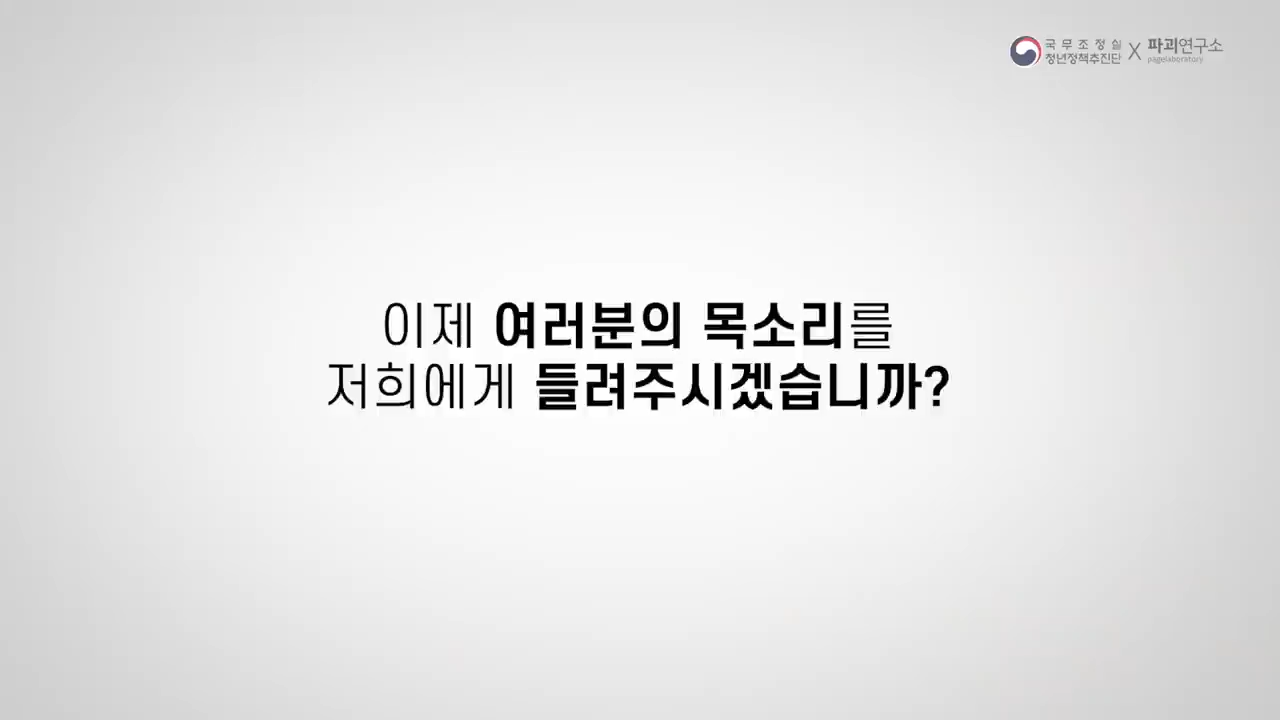 국무조정실
청년정책추진단
X
파괴연구소
pagelaboratory
이제 여러분의 목소리를
저희에게 들려주시겠습니까?